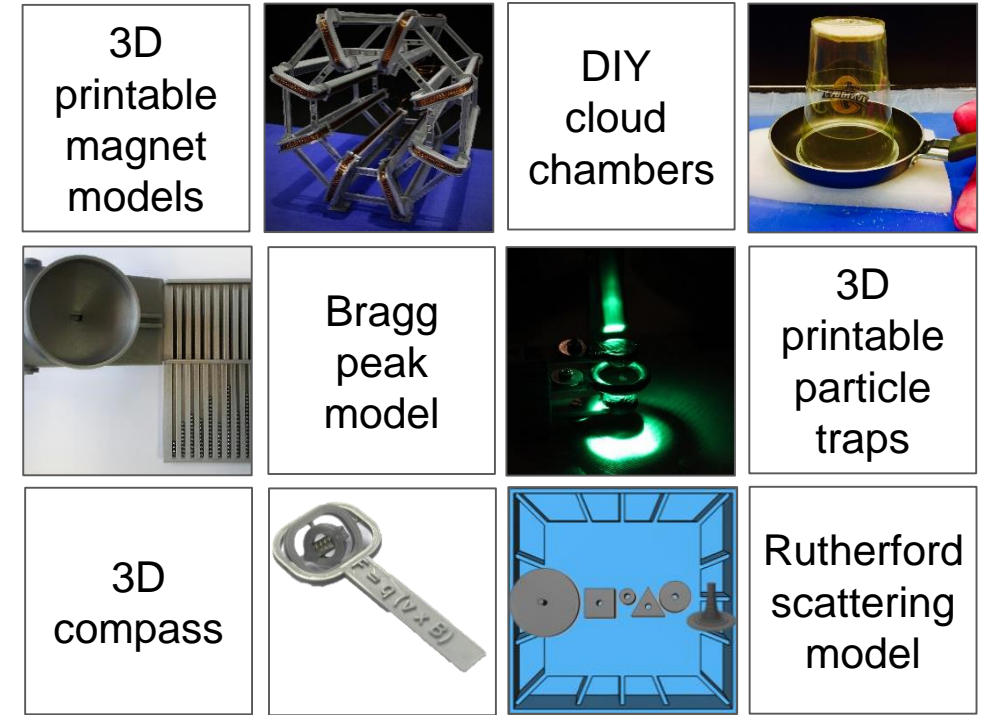 3D
printable
magnet
models
DIY
cloud
chambers
Bragg
peak
model
3D
printable
particle
traps
3D
compass
F = q (v x B)
Rutherford
scattering
model